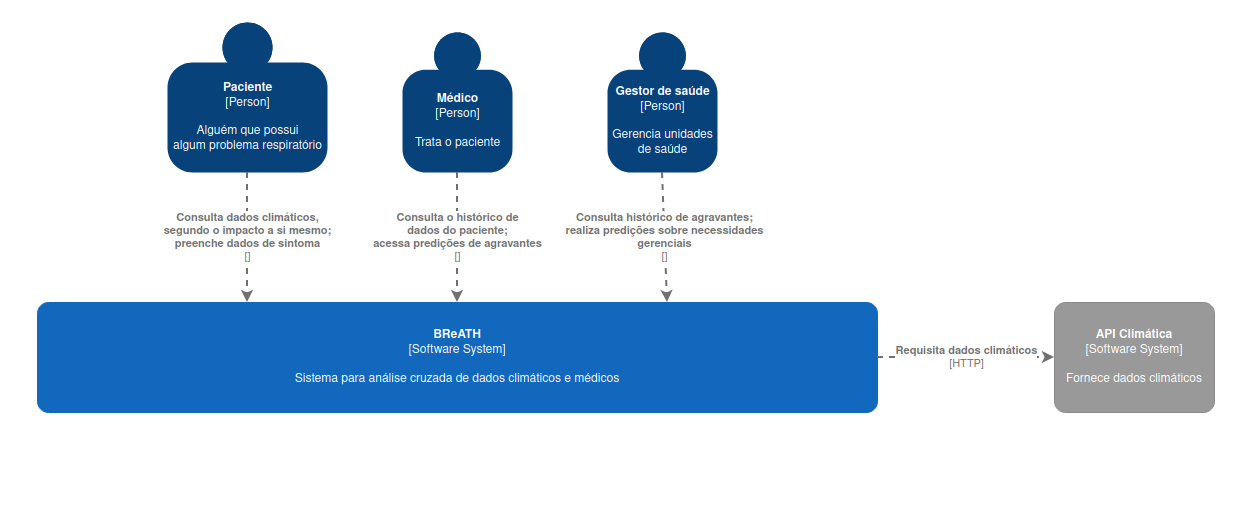 Paciente
[Person]
Alguém que possui
algum problema respiratório
Médico
[Person]
Trata o paciente
Gestor de saúde
[Person]
Gerencia unidades
de saúde
Consulta dados climáticos,
segundo o impacto a si mesmo;
preenche dados de sintoma
[]
Consulta o histórico de
dados do paciente;
acessa predições de agravantes
[]
Consulta histórico de agravantes;
realiza predições sobre necessidades
gerenciais
[]
BReATH
[Software System]
Sistema para análise cruzada de dados climáticos e médicos
Requisita dados climáticos
[HTTP]
API Climática
[Software System]
Fornece dados climáticos